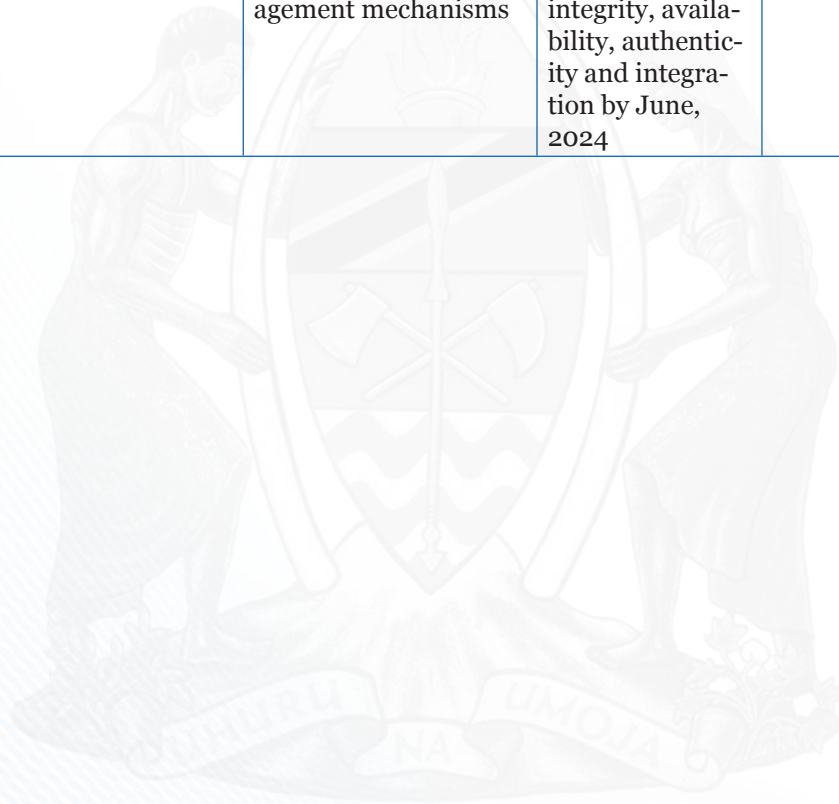 agement mechanisms
integrity, availa-
bility, authentic-
ity and integra-
tion by June,
2024
UHURU
NA
UMOJA